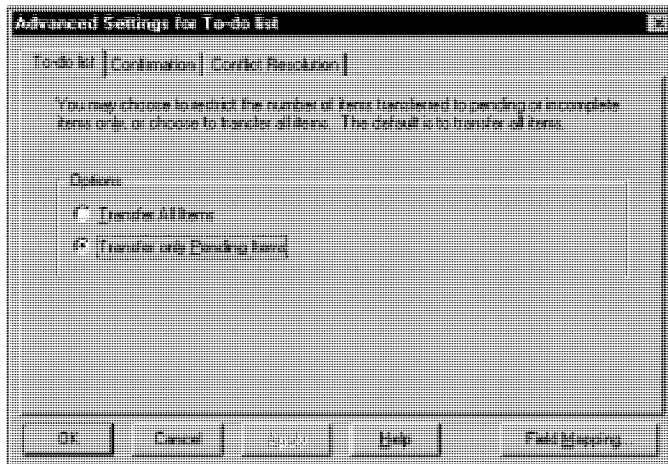 Advanced Settings for To-do list
To-do list Confirmation Conflict Resolution
You may choose to restrict the number of items transferred to pending or incomplete
items only, or choose to transfer all items. The default is to transfer all items.
Options
Transfer All Items
Transfer only Pending Items
OK Cancel Apply Help Field Mapping...